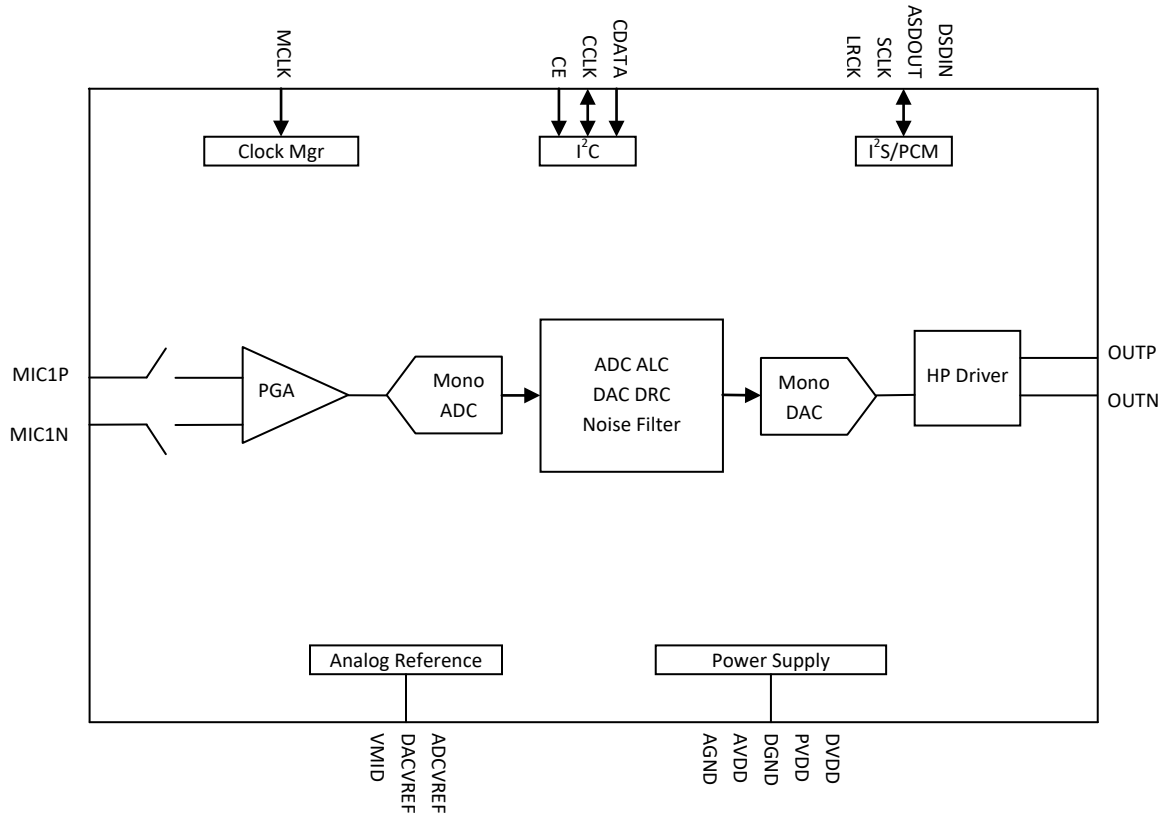 MCLK
CE
CCLK
CDATA
LRCK
SCLK
ASDOUT
DSDIN
Clock Mgr
I²C
I²S/PCM
MIC1P
MIC1N
PGA
Mono
ADC
ADC ALC
DAC DRC
Noise Filter
Mono
DAC
HP Driver
OUTP
OUTN
Analog Reference
Power Supply
VMID
DACVREF
ADCVREF
AGND
AVDD
DGND
PVDD
DVDD